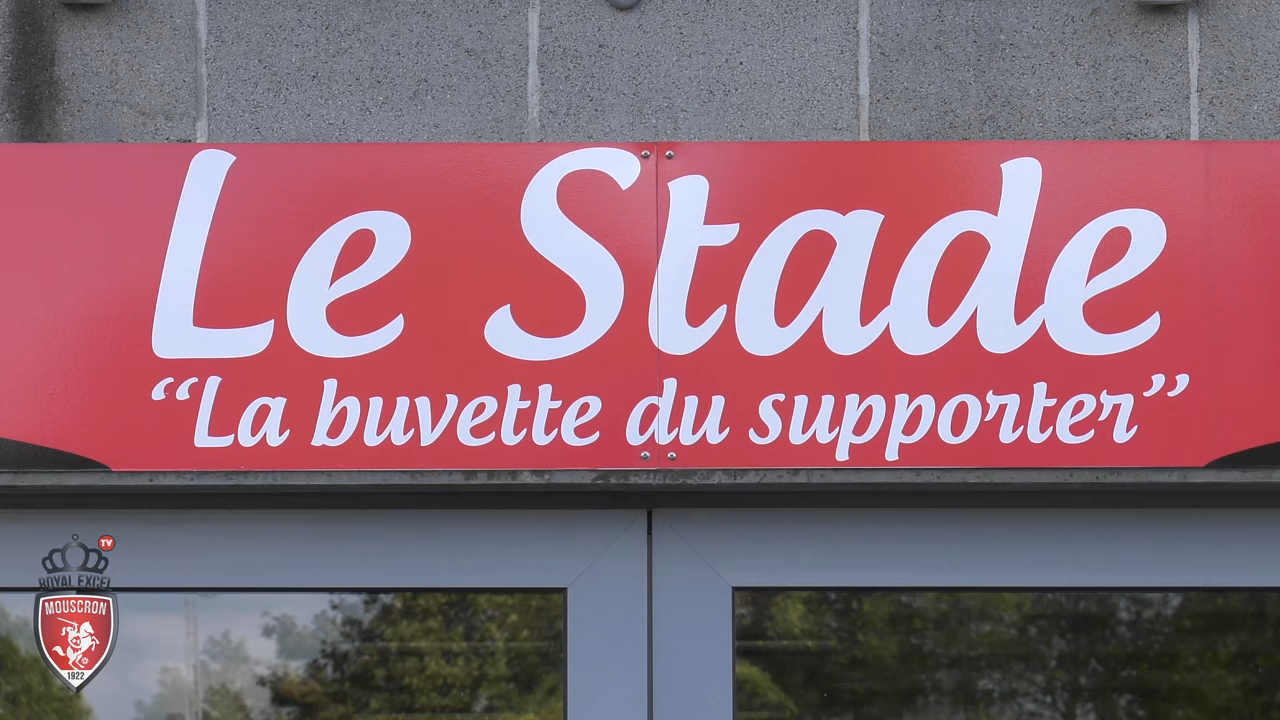 Le Stade
“La buvette du supporter”
TV
ROYAL EXCEL
MOUSCRON
1922